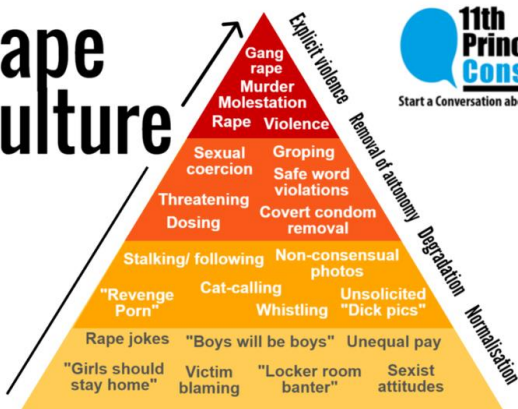 ape
ulture
11th
Princ
Cons
Start a Conversation abo
Explicit violence
Removal of autonomy
Degradation
Normalisation
Gang
rape
Murder
Molestation
Rape Violence
Sexual
coercion
Groping
Safe word
violations
Threatening
Dosing
Covert condom
removal
Stalking/ following
Non-consensual
photos
"Revenge
Porn"
Cat-calling
Whistling
Unsolicited
"Dick pics"
Rape jokes
"Boys will be boys"
Unequal pay
"Girls should
stay home"
Victim
blaming
"Locker room
banter"
Sexist
attitudes